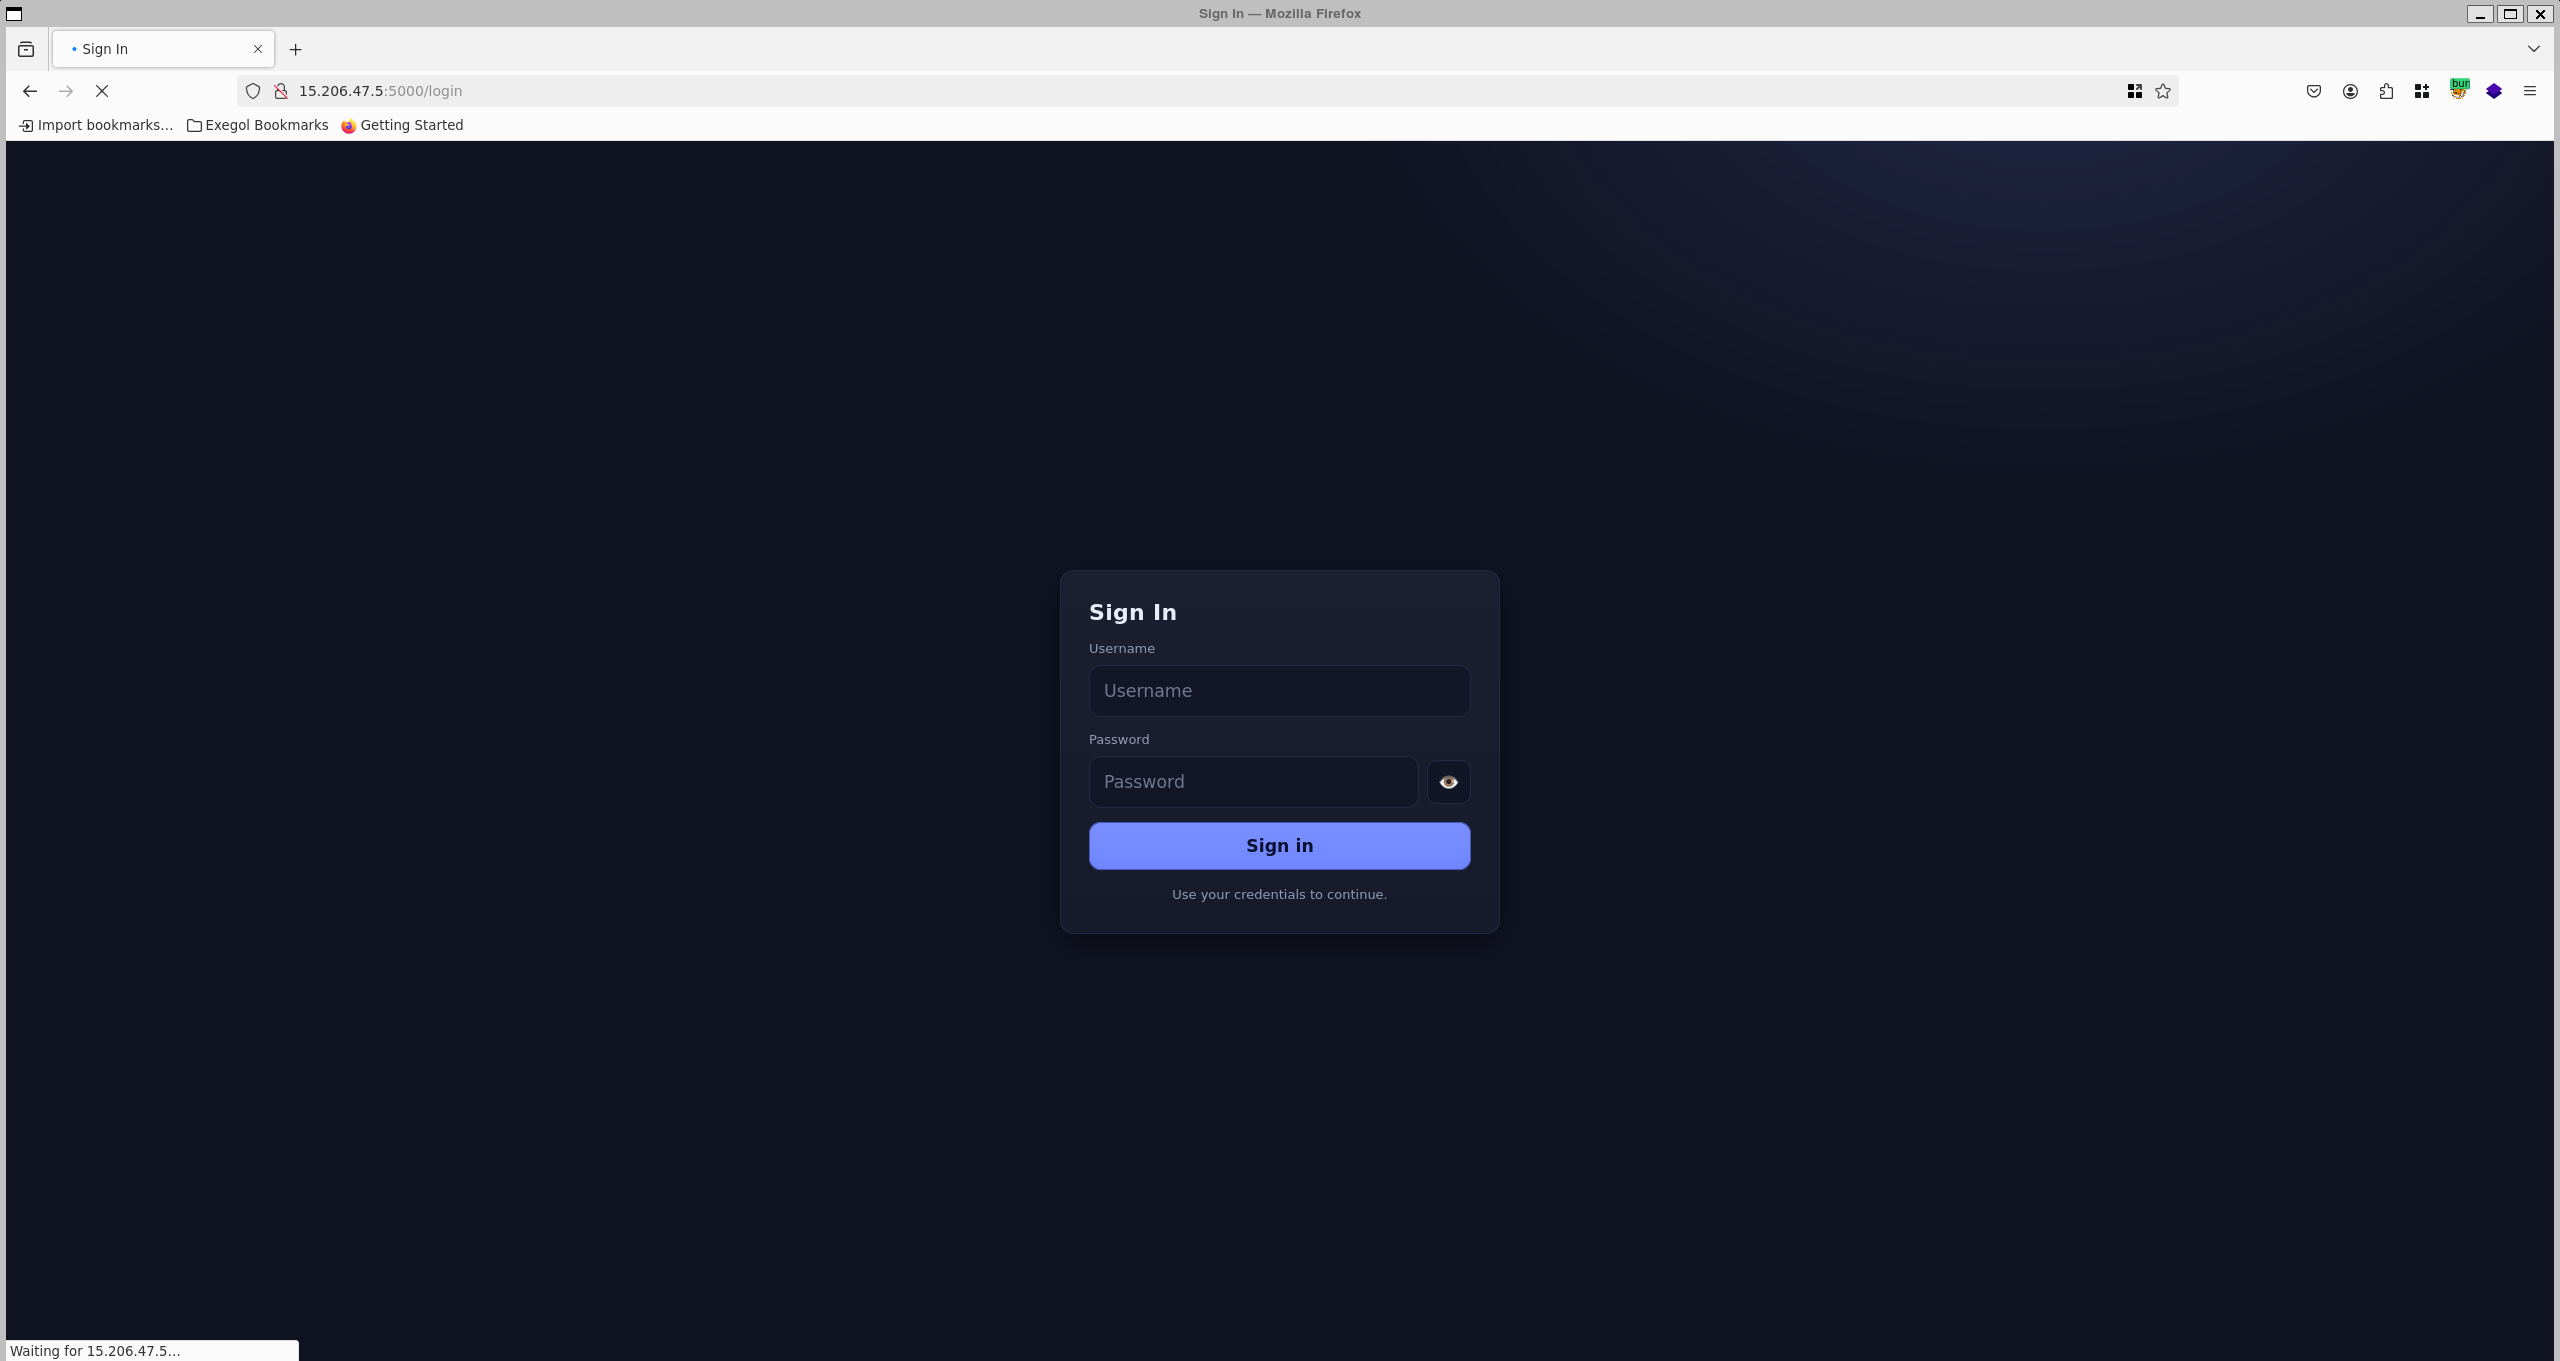 Sign In — Mozilla Firefox
Sign In
15.206.47.5:5000/login
bur
Import bookmarks...
Exegol Bookmarks
Getting Started
Sign In
Username
Username
Password
Password
Sign in
Use your credentials to continue.
Waiting for 15.206.47.5...